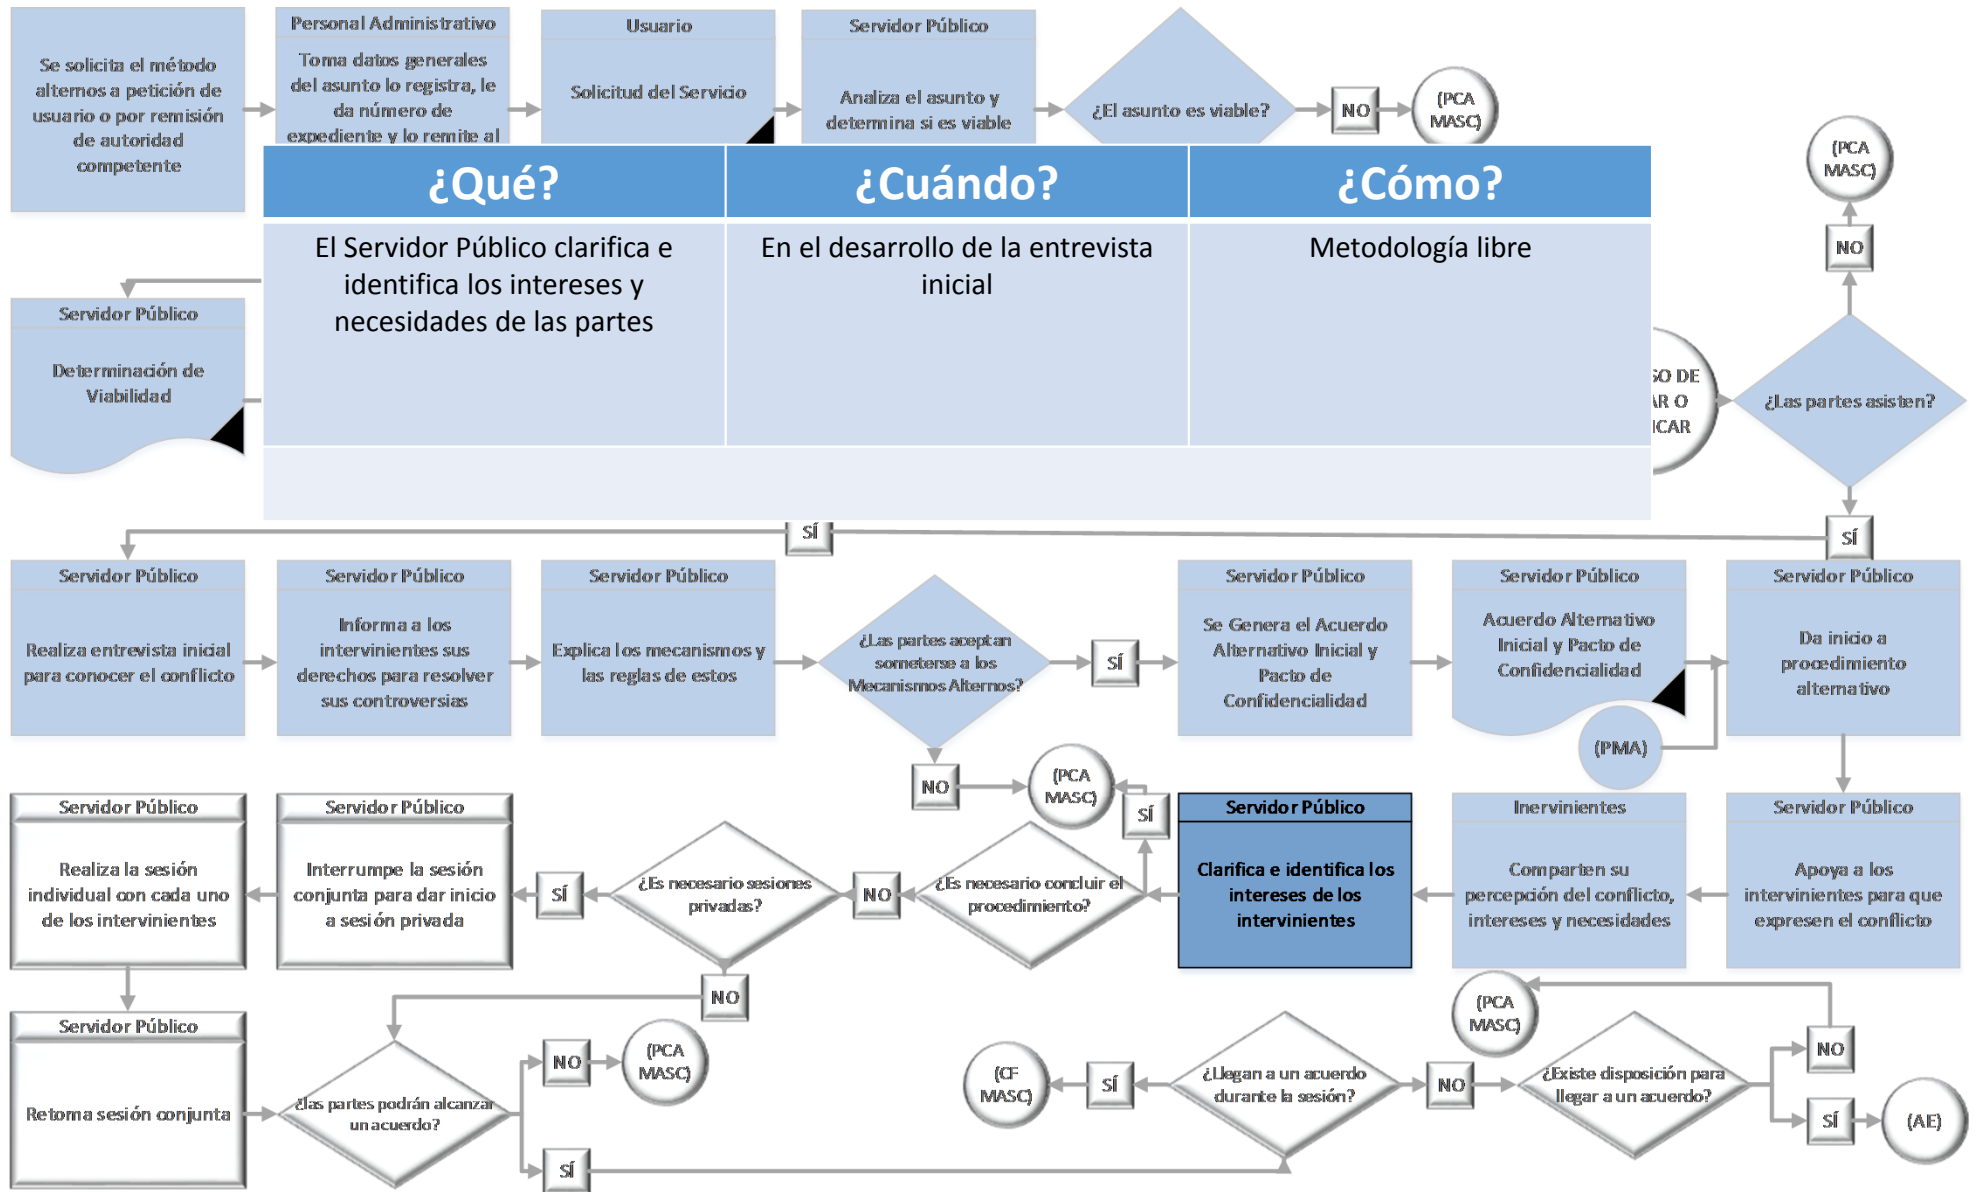 Se solicita el método
alternos a petición de
usuario o por remisión
de autoridad
competente
Personal Administrativo
Toma datos generales
del asunto lo registra, le
da número de
expediente y lo remite al
Usuario
Solicitud del Servicio
Servidor Público
Analiza el asunto y
determina si es viable
¿El asunto es viable?
NO
(PCA
MASC)
(PCA
MASC)
NO
¿Qué?
¿Cuándo?
¿Cómo?
El Servidor Público clarifica e
identifica los intereses y
necesidades de las partes
En el desarrollo de la entrevista
inicial
Metodología libre
Servidor Público
Determinación de
Viabilidad
DE
O
¿Las partes asisten?
SÍ
SÍ
Servidor Público
Realiza entrevista inicial
para conocer el conflicto
Servidor Público
Informa a los
intervinientes sus
derechos para resolver
sus controversias
Servidor Público
Explica los mecanismos y
las reglas de estos
¿Las partes aceptan
someterse a los
Mecanismos Alternos?
SÍ
NO
(PCA
MASC)
Servidor Público
Se Genera el Acuerdo
Alternativo Inicial y
Pacto de
Confidencialidad
Servidor Público
Acuerdo Alternativo
Inicial y Pacto de
Confidencialidad
(PMA)
Servidor Público
Da inicio a
procedimiento
alternativo
Servidor Público
Apoya a los
intervinientes para que
expresen el conflicto
Inervinientes
Comparten su
percepción del conflicto,
intereses y necesidades
Servidor Público
Clarifica e identifica los
intereses de los
intervinientes
SÍ
¿Es necesario concluir el
procedimiento?
NO
¿Es necesario sesiones
privadas?
SÍ
NO
Servidor Público
Interrumpe la sesión
conjunta para dar inicio
a sesión privada
Servidor Público
Realiza la sesión
individual con cada uno
de los intervinientes
Servidor Público
Retoma sesión conjunta
¿las partes podrán alcanzar
un acuerdo?
NO
(PCA
MASC)
SÍ
(CF
MASC)
SÍ
¿Llegan a un acuerdo
durante la sesión?
NO
¿Existe disposición para
llegar a un acuerdo?
NO
(PCA
MASC)
SÍ
(AE)